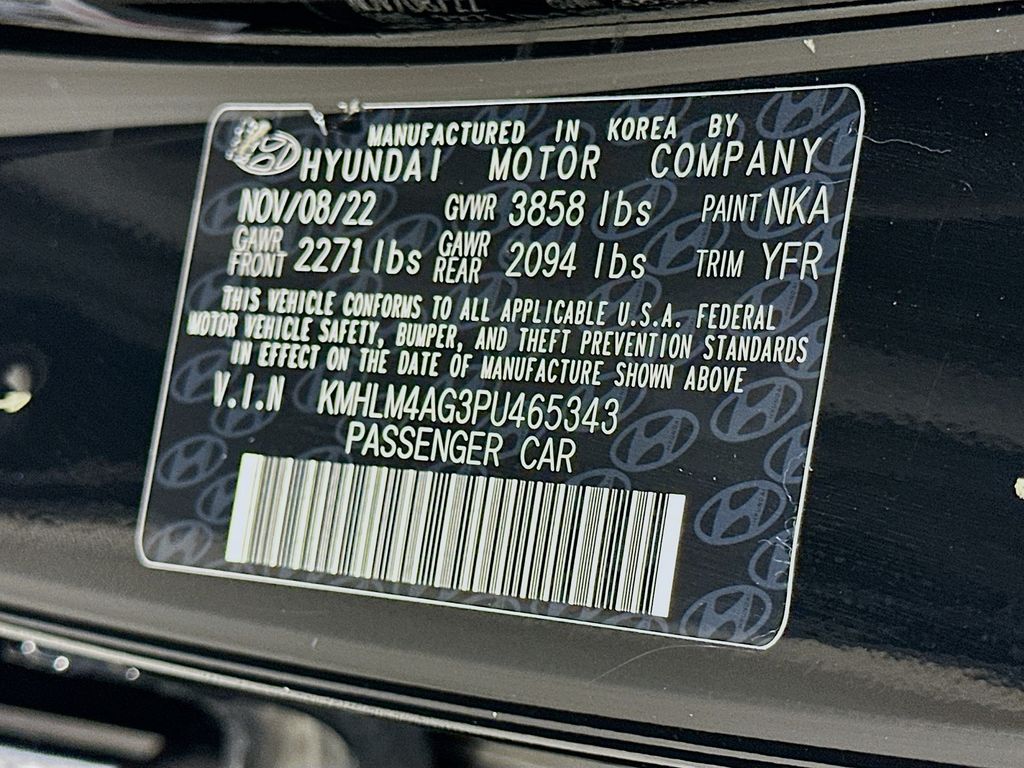 MANUFACTURED IN KOREA BY
HYUNDAI MOTOR COMPANY
NOV/08/22 GVWR 3858 lbs PAINT NKA
GAWR FRONT 2271 lbs GAWR REAR 2094 lbs TRIM YFR
THIS VEHICLE CONFORMS TO ALL APPLICABLE U.S.A. FEDERAL
MOTOR VEHICLE SAFETY, BUMPER, AND THEFT PREVENTION STANDARDS
IN EFFECT ON THE DATE OF MANUFACTURE SHOWN ABOVE
V.I.N KMHLM4AG3PU465343
PASSENGER CAR